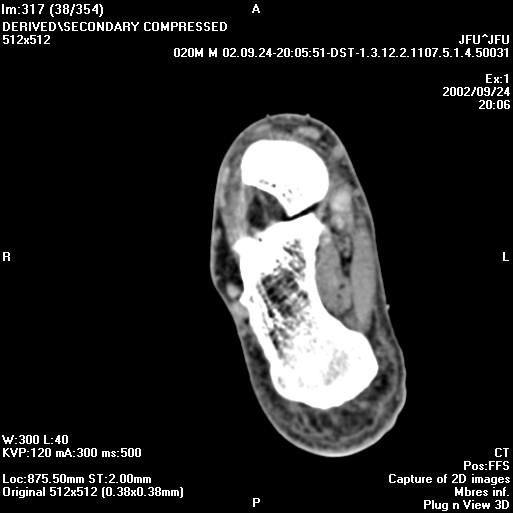 Im:317 (38/354)
A
DERIVED\SECONDARY COMPRESSED
512x512
JFU^JFU
020M M 02.09.24-20:05:51-DST-1.3.12.2.1107.5.1.4.50031
Ex:1
2002/09/24
20:06
R
L
W:300 L:40
KVP:120 mA:300 ms:500
CT
Pos:FFS
Loc:875.50mm ST:2.00mm
Capture of 2D images
Original 512x512 (0.38x0.38mm)
Mbres inf.
P
Plug n View 3D